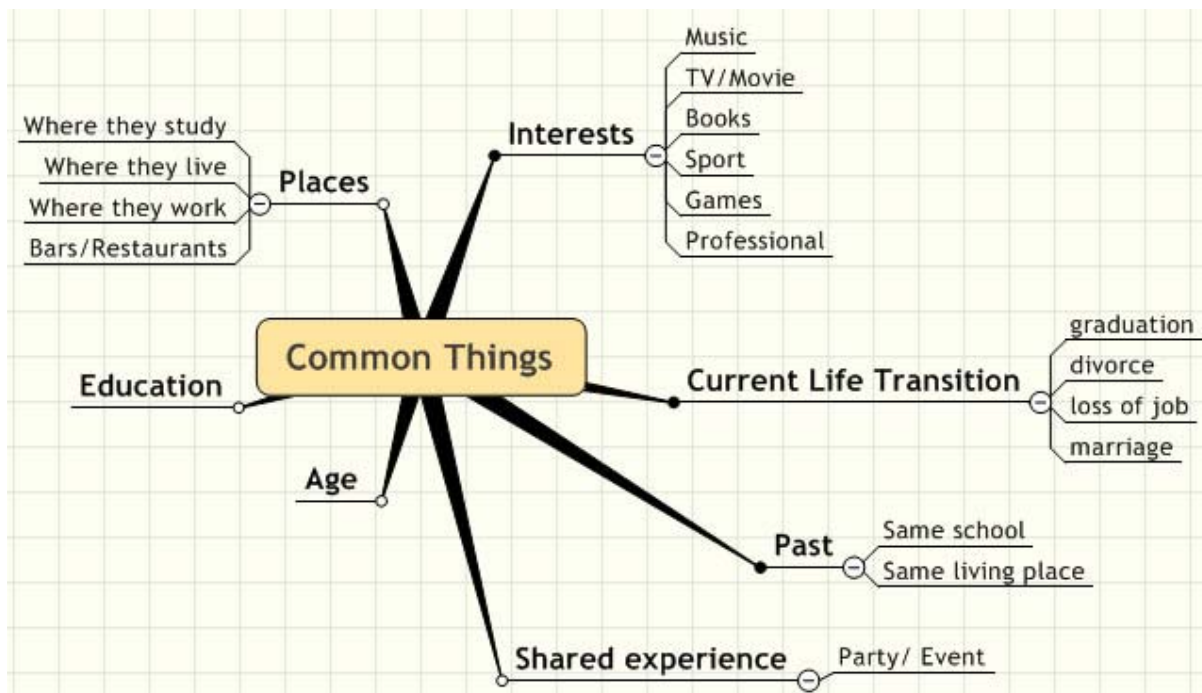 Common Things
Interests
Music
TV/Movie
Books
Sport
Games
Professional
Current Life Transition
graduation
divorce
loss of job
marriage
Past
Same school
Same living place
Shared experience
Party/ Event
Age
Education
Places
Where they study
Where they live
Where they work
Bars/Restaurants